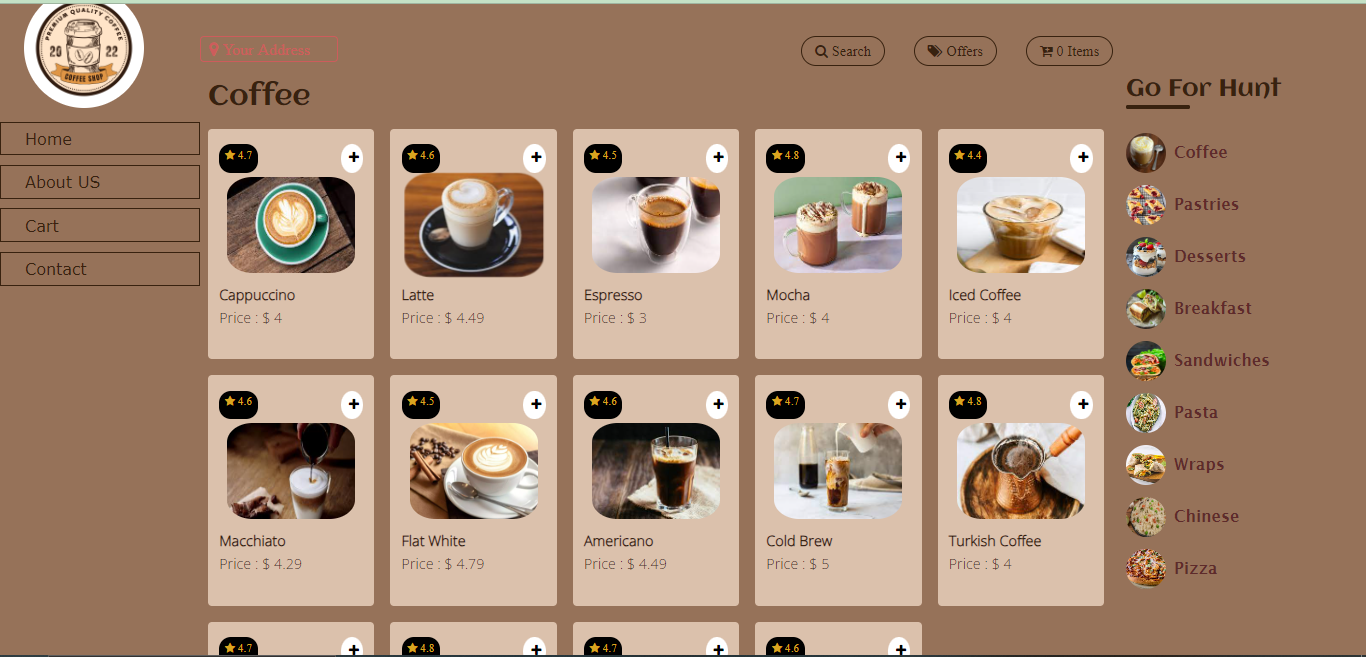 PREMIUM QUALITY COFFEE
20 22
COFFEE SHOP
Your Address
Search
Offers
0 Items
Home
About US
Cart
Contact
Coffee
4.7
+
Cappuccino
Price : $ 4
4.6
+
Latte
Price : $ 4.49
4.5
+
Espresso
Price : $ 3
4.8
+
Mocha
Price : $ 4
4.4
+
Iced Coffee
Price : $ 4
4.6
+
Macchiato
Price : $ 4.29
4.5
+
Flat White
Price : $ 4.79
4.6
+
Americano
Price : $ 4.49
4.7
+
Cold Brew
Price : $ 5
4.8
+
Turkish Coffee
Price : $ 4
4.7
+
4.8
+
4.7
+
4.6
+
Go For Hunt
Coffee
Pastries
Desserts
Breakfast
Sandwiches
Pasta
Wraps
Chinese
Pizza